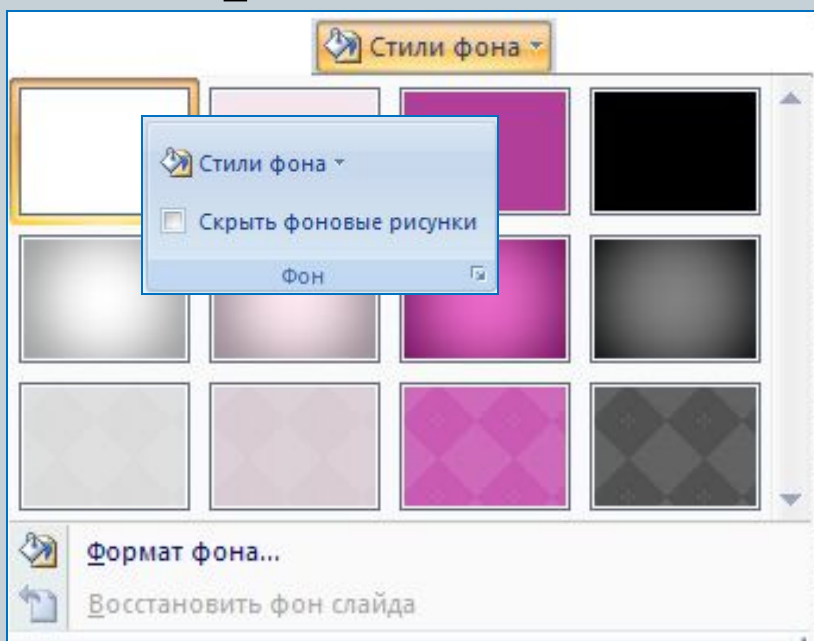 Стили фона
Стили фона
Скрыть фоновые рисунки
Фон
Формат фона...
Восстановить фон слайда